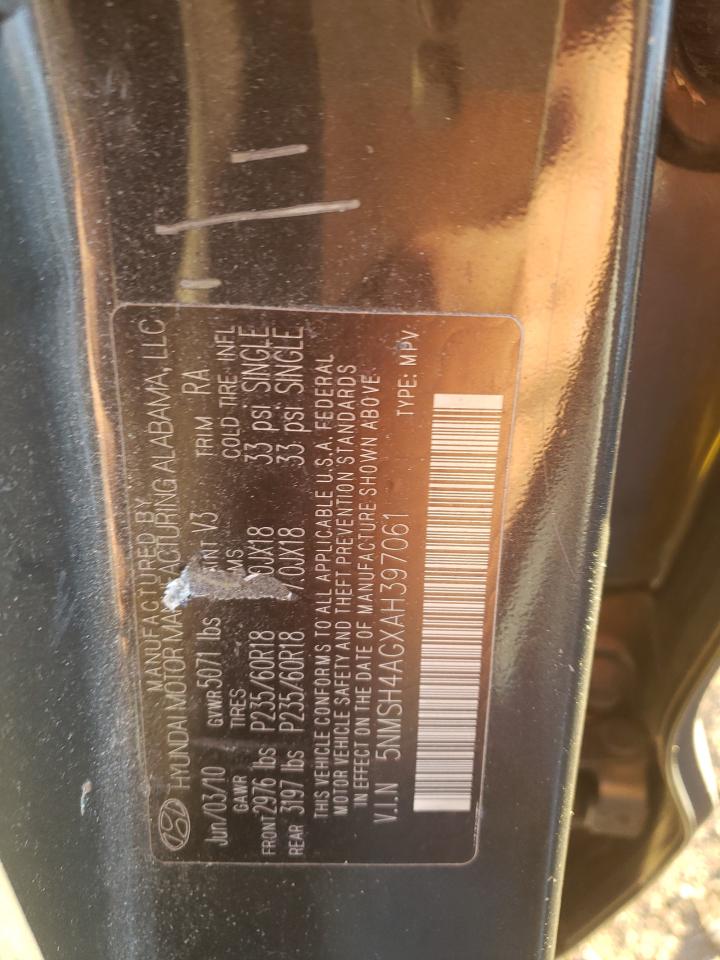 MANUFACTURED BY
HYUNDAI MOTOR MANUFACTURING ALABAMA, LLC
Jun/03/10 GVWR 5071 lbs V3 TRIM RA
GAWR TIRES COLD TIRE INFL
FRONT 2976 lbs P235/60R18 33 psi SINGLE
REAR 3197 lbs P235/60R18 7.0JX18 33 psi SINGLE
THIS VEHICLE CONFORMS TO ALL APPLICABLE U.S.A. FEDERAL
MOTOR VEHICLE SAFETY AND THEFT PREVENTION STANDARDS
IN EFFECT ON DATE OF MANUFACTURE SHOWN ABOVE
V.I.N 5NMSH4AGXAH397061 TYPE: MPV